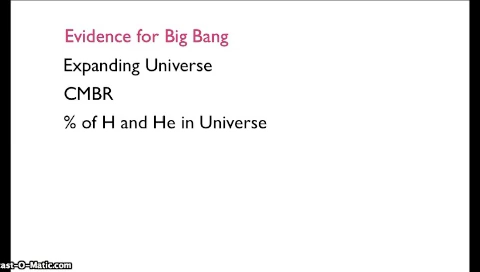 Evidence for Big Bang
Expanding Universe
CMBR
% of H and He in Universe
ast-O-Matic.com